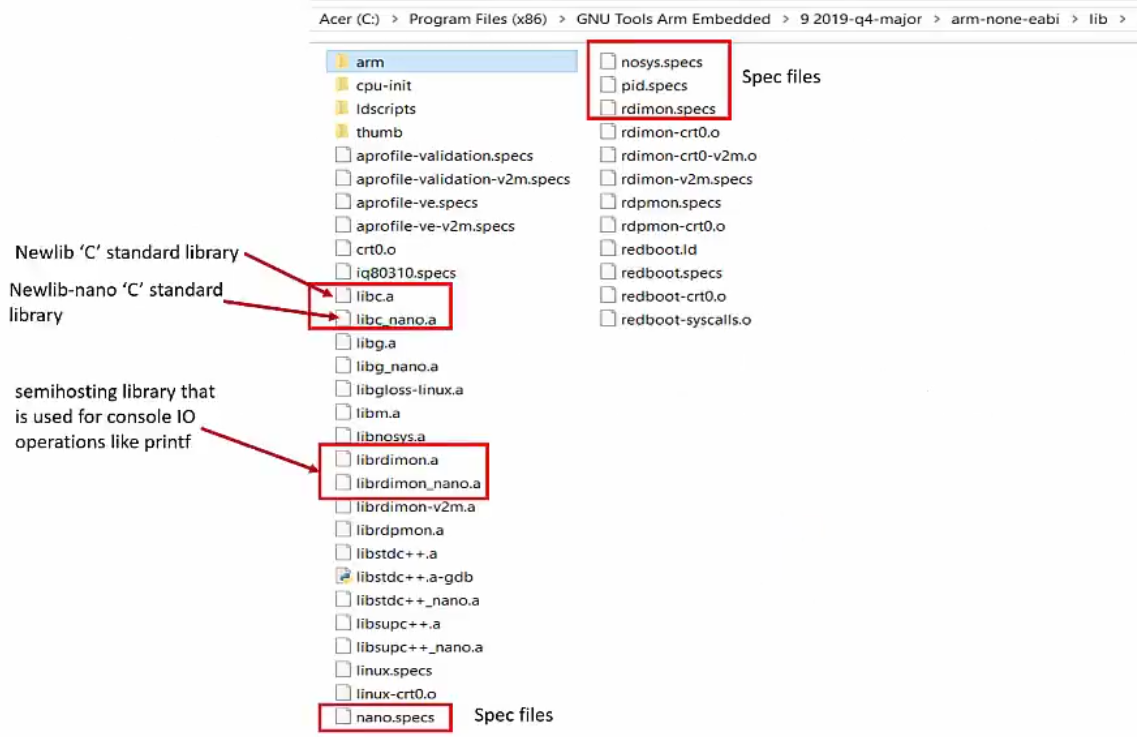 Acer (C:) > Program Files (x86) > GNU Tools Arm Embedded > 9 2019-q4-major > arm-none-eabi > lib >
arm
cpu-init
ldscripts
thumb
aprofile-validation.specs
aprofile-validation-v2m.specs
aprofile-ve.specs
aprofile-ve-v2m.specs
crt0.o
iq80310.specs
libc.a
libc_nano.a
libg.a
libg_nano.a
libgloss-linux.a
libm.a
libnosys.a
librdimon.a
librdimon_nano.a
librdimon-v2m.a
librdpmon.a
libstdc++.a
libstdc++.a-gdb
libstdc++_nano.a
libsupc++.a
libsupc++_nano.a
linux.specs
linux-crt0.o
nano.specs
Spec files
nosys.specs
pid.specs
rdimon.specs
rdimon-crt0.o
rdimon-crt0-v2m.o
rdimon-v2m.specs
rdpmon.specs
rdpmon-crt0.o
redboot.ld
redboot.specs
redboot-crt0.o
redboot-syscalls.o
Spec files
Newlib ‘C’ standard library
Newlib-nano ‘C’ standard
library
semihosting library that
is used for console IO
operations like printf